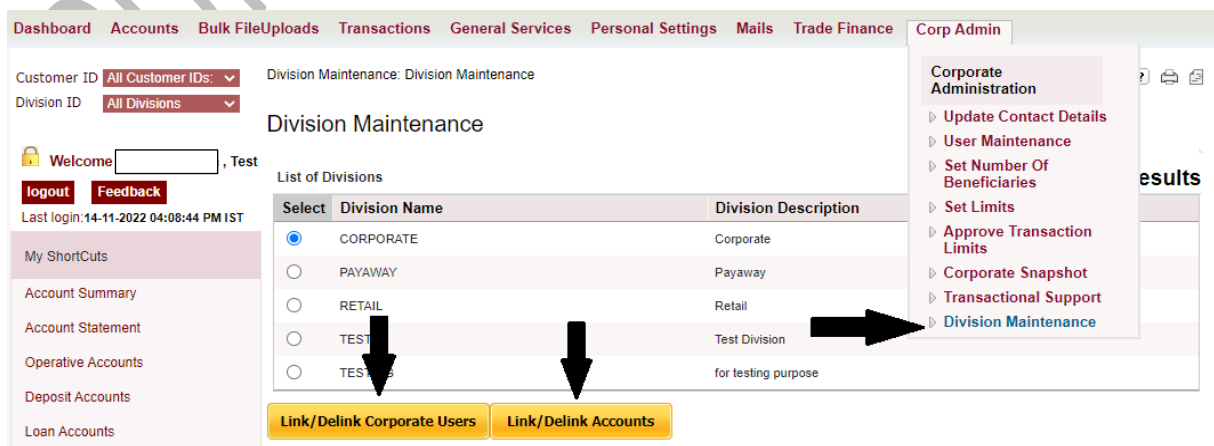 Dashboard Accounts Bulk FileUploads Transactions General Services Personal Settings Mails Trade Finance Corp Admin
Customer ID All Customer IDs:
Division ID All Divisions
Welcome , Test
logout Feedback
Last login:14-11-2022 04:08:44 PM IST
My ShortCuts
Account Summary
Account Statement
Operative Accounts
Deposit Accounts
Loan Accounts
Division Maintenance: Division Maintenance
Division Maintenance
List of Divisions
Select Division Name Division Description
CORPORATE Corporate
PAYAWAY Payaway
RETAIL Retail
Test Division
for testing purpose
Link/Delink Corporate Users Link/Delink Accounts
Corporate
Administration
Update Contact Details
User Maintenance
Set Number Of
Beneficiaries
Set Limits
Approve Transaction
Limits
Corporate Snapshot
Transactional Support
Division Maintenance